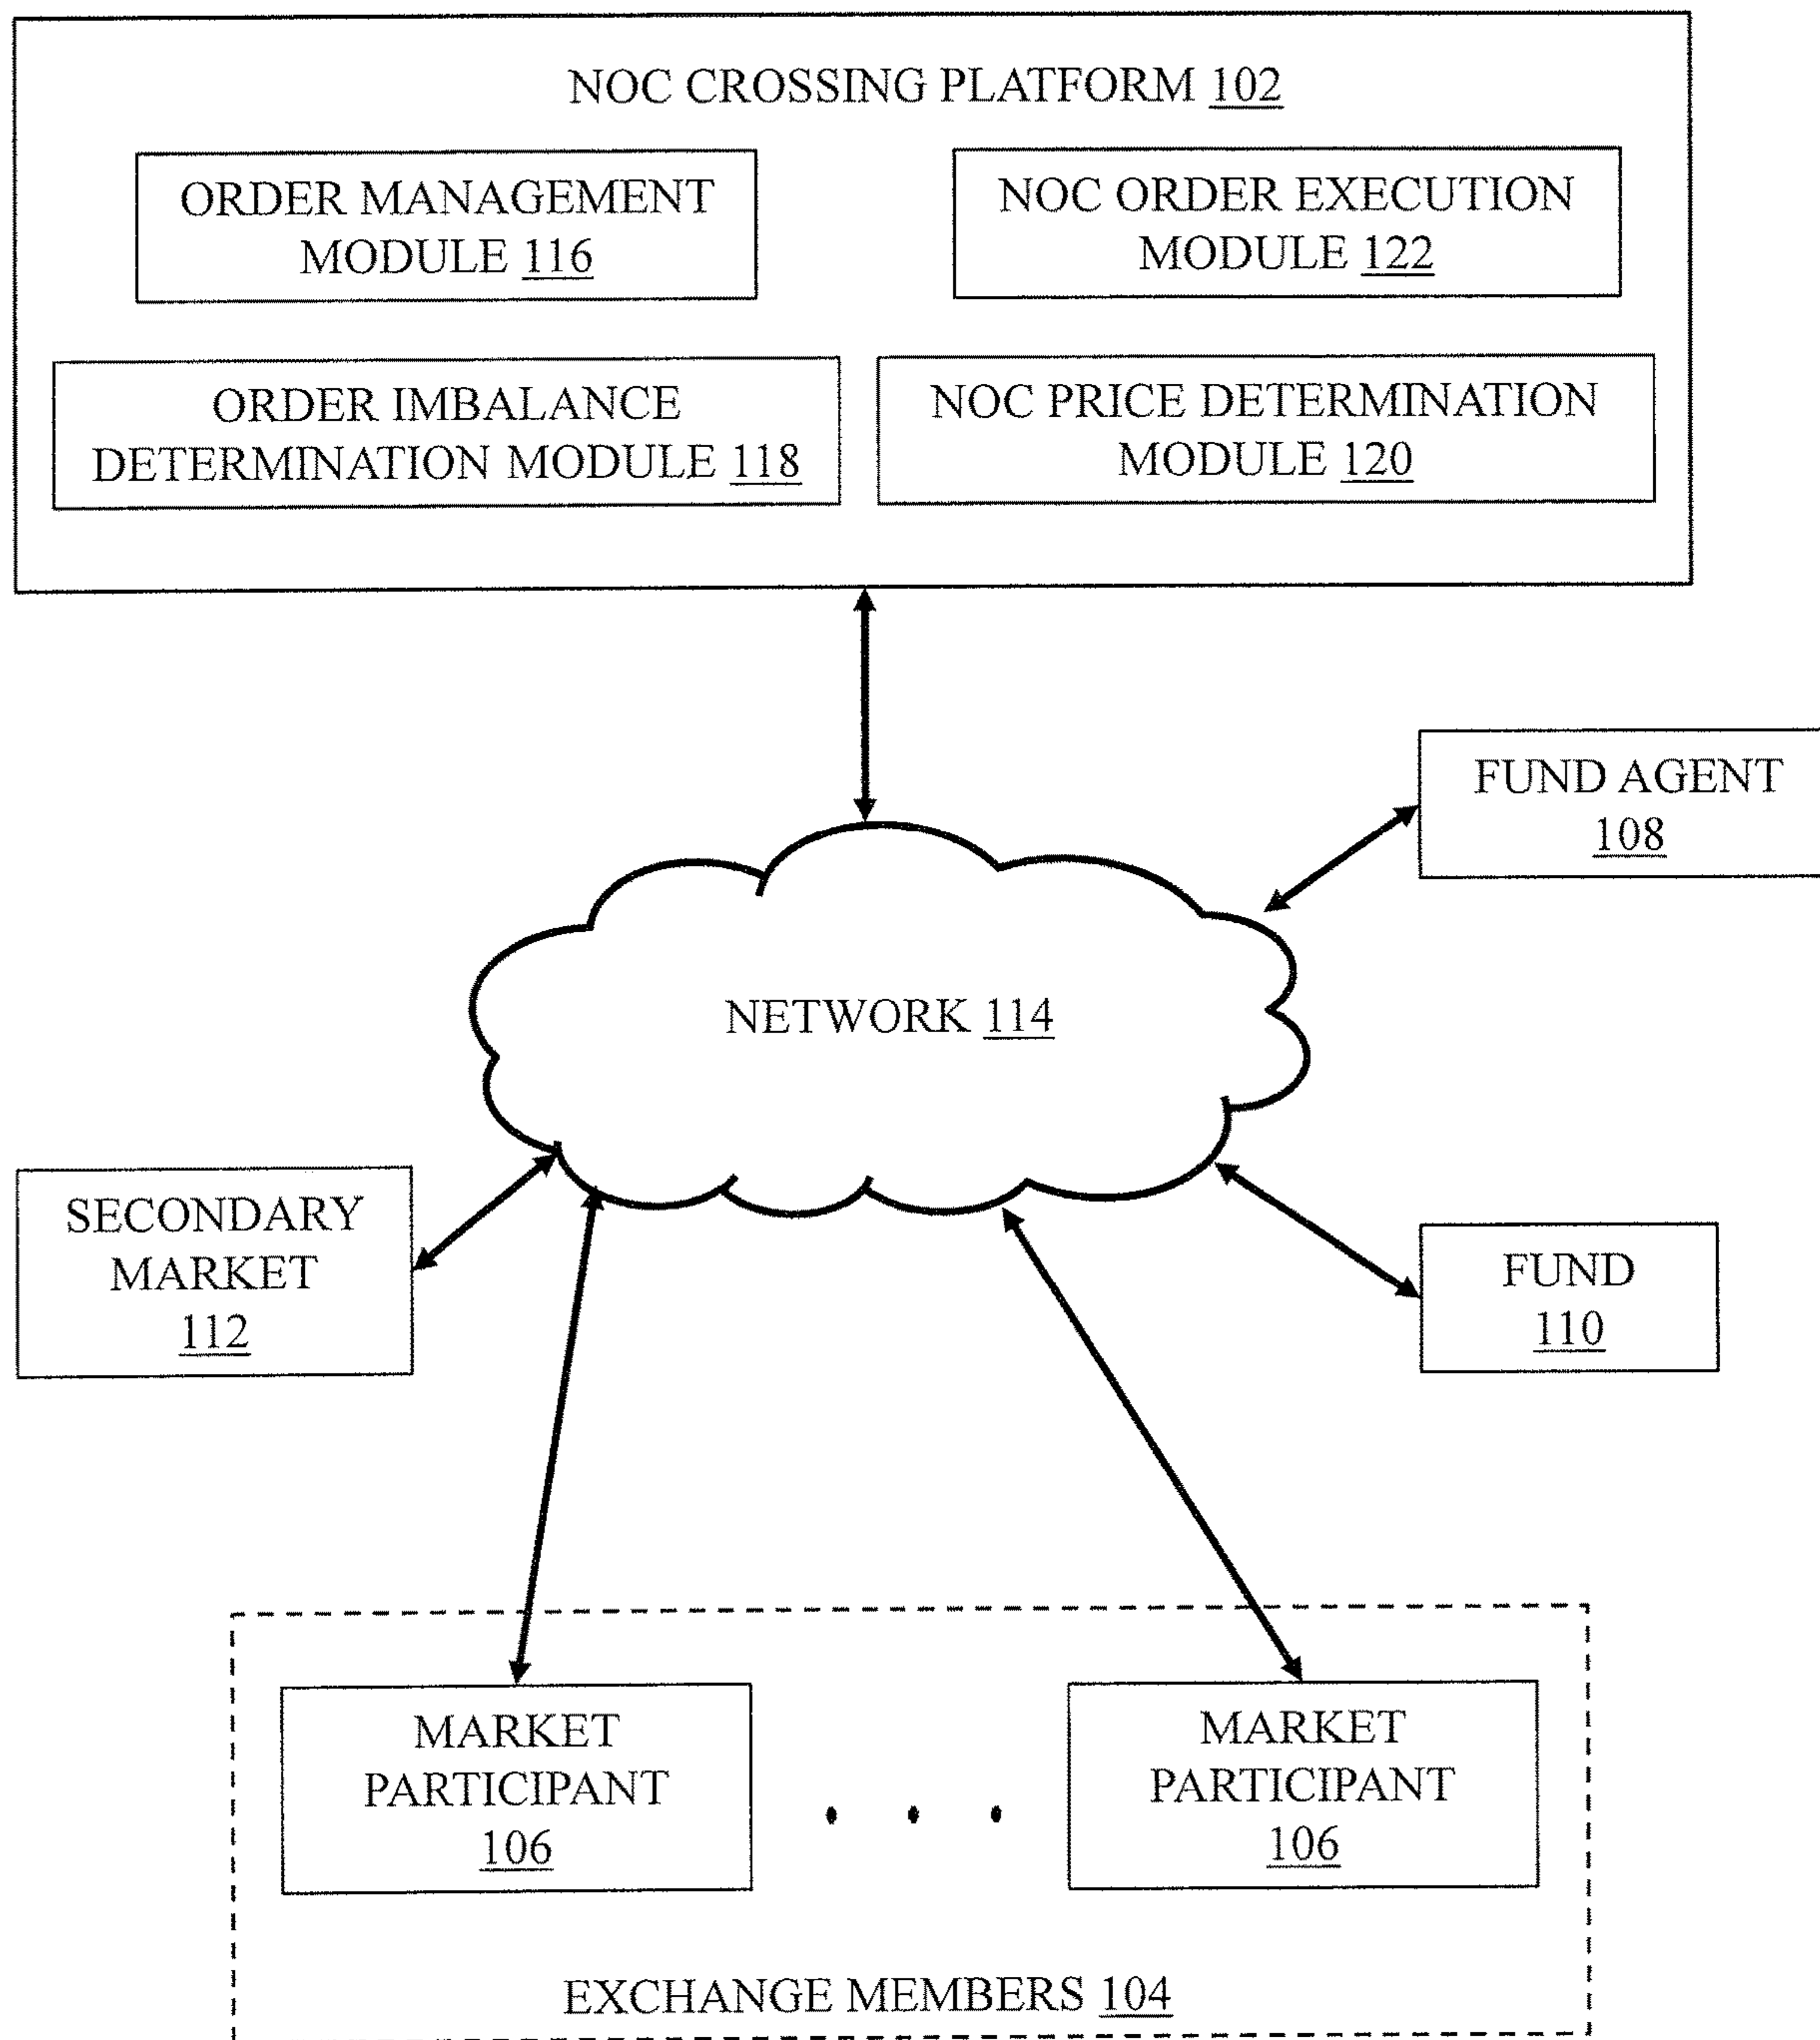 NOC CROSSING PLATFORM 102
ORDER MANAGEMENT
MODULE 116
NOC ORDER EXECUTION
MODULE 122
ORDER IMBALANCE
DETERMINATION MODULE 118
NOC PRICE DETERMINATION
MODULE 120
FUND AGENT
108
NETWORK 114
SECONDARY
MARKET
112
FUND
110
MARKET
PARTICIPANT
106
MARKET
PARTICIPANT
106
EXCHANGE MEMBERS 104